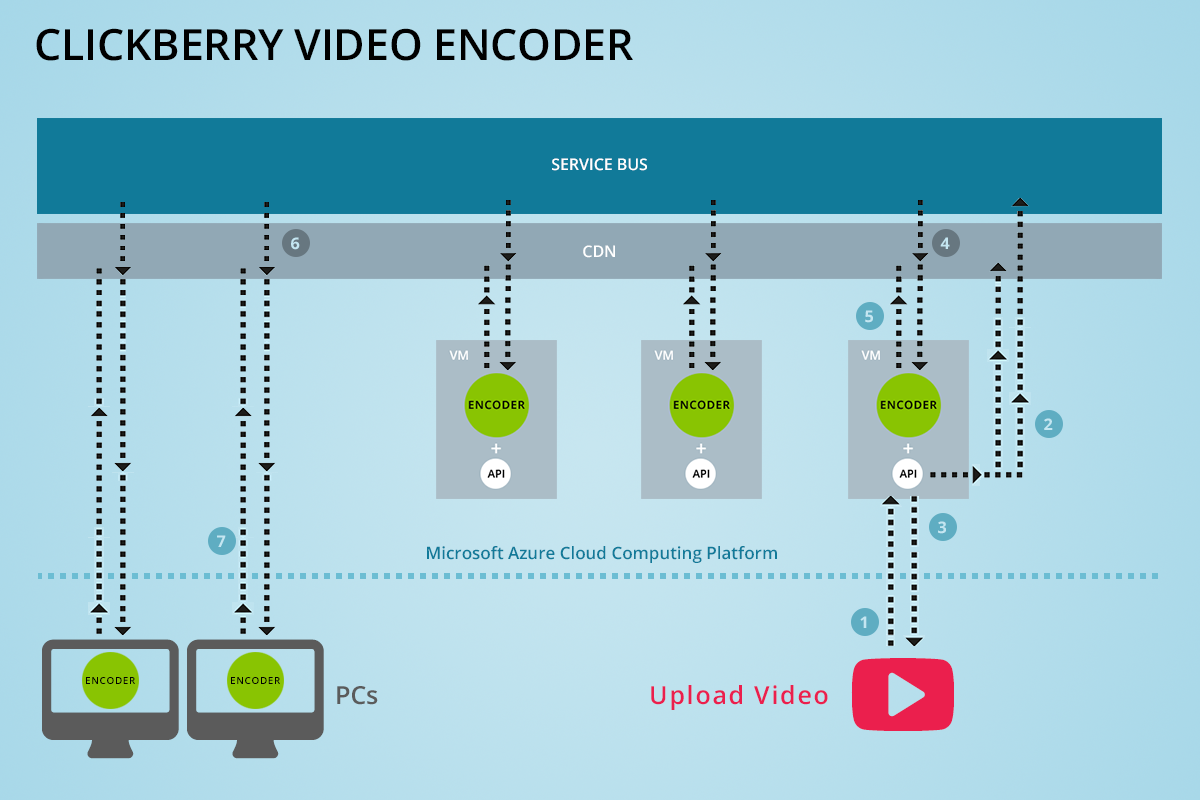 CLICKBERRY VIDEO ENCODER
SERVICE BUS
CDN
6
4
5
VM
VM
VM
ENCODER
ENCODER
ENCODER
2
+
+
+
API
API
API
3
7
Microsoft Azure Cloud Computing Platform
1
ENCODER
ENCODER
PCs
Upload Video